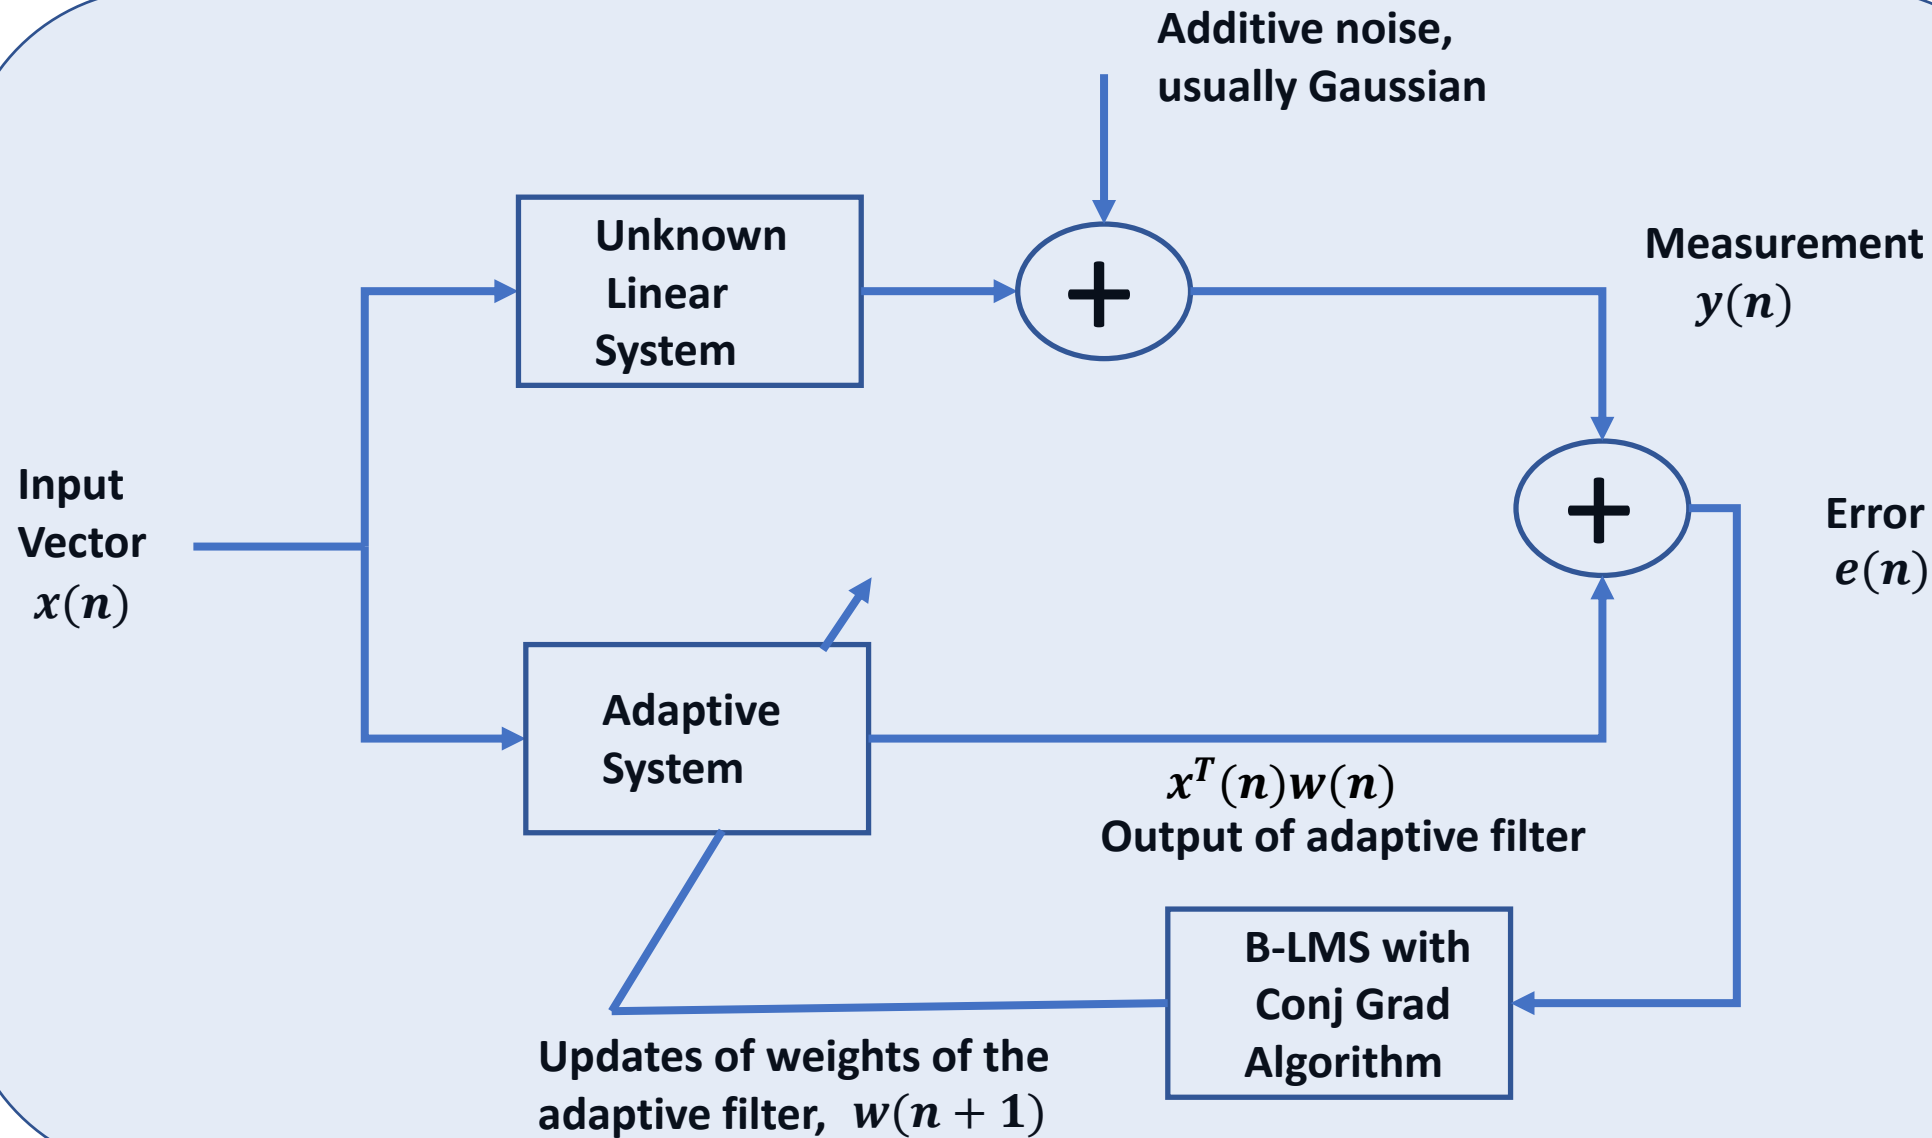 Additive noise,
usually Gaussian
Unknown
Linear
System
+
Measurement
y(n)
Input
Vector
x(n)
+
Error
e(n)
Adaptive
System
x^T(n)w(n)
Output of adaptive filter
B-LMS with
Conj Grad
Algorithm
Updates of weights of the
adaptive filter, w(n + 1)